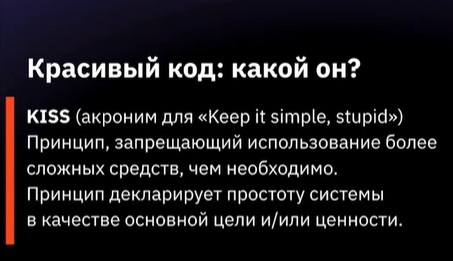 Красивый код: какой он?
KISS (акроним для «Keep it simple, stupid»)
Принцип, запрещающий использование более
сложных средств, чем необходимо.
Принцип декларирует простоту системы
в качестве основной цели и/или ценности.